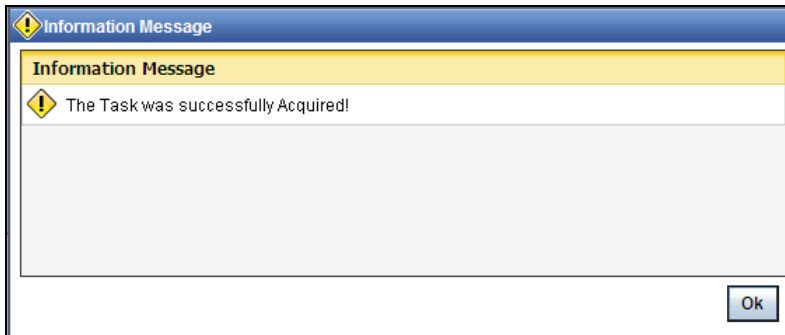 Information Message
Information Message
The Task was successfully Acquired!
Ok